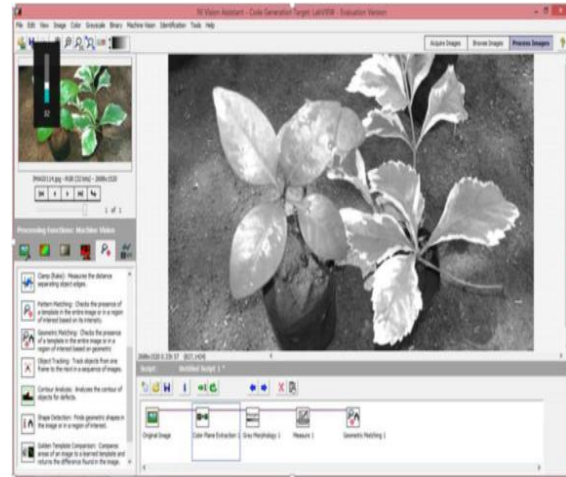 NI Vision Assistant - Code Generation Target: LabVIEW - Evaluation Version
File Edit View Image Color Grayscale Binary Machine Vision Identification Tools Help
Acquire Images Browse Images Process Images
32
1 of 1
Processing Functions: Machine Vision
Clamp (Rake): Measures the distance
separating object edges.
Pattern Matching: Checks the presence
of a template in the entire image or in a
region of interest based on its intensity.
Geometric Matching: Checks the presence
of a template in the entire image or in a
region of interest based on geometric
Object Tracking: Track objects from one
frame to the next in a sequence of images.
Contour Analysis: Analyzes the contour of
objects for defects.
Shape Detection: Finds geometric shapes in
the image or in a region of interest.
Golden Template Comparison: Compares
areas of an image to a learned template and
returns the difference found in the image.
Script: Untitled Script 1 *
Original Image Color Plane Extraction 1 Gray Morphology 1 Measure 1 Geometric Matching 1